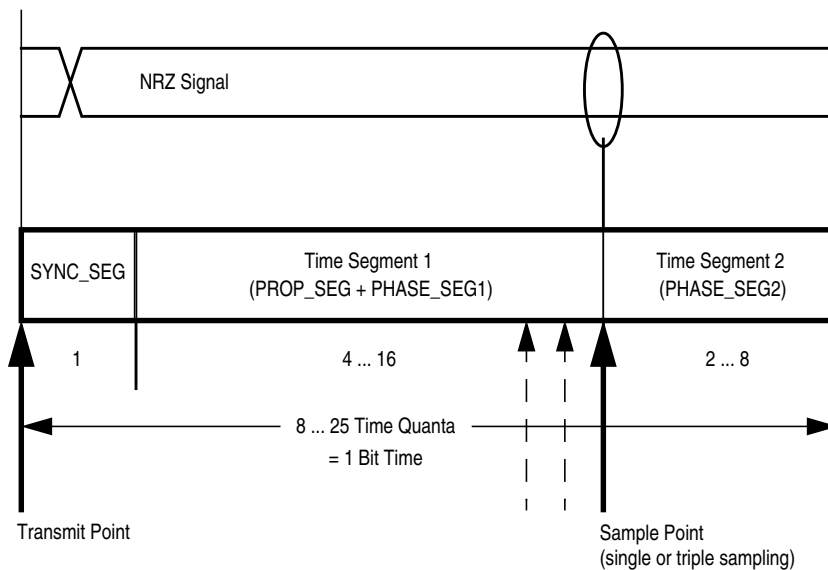 NRZ Signal
SYNC_SEG
Time Segment 1
(PROP_SEG + PHASE_SEG1)
Time Segment 2
(PHASE_SEG2)
1
4 ... 16
2 ... 8
8 ... 25 Time Quanta
= 1 Bit Time
Transmit Point
Sample Point
(single or triple sampling)